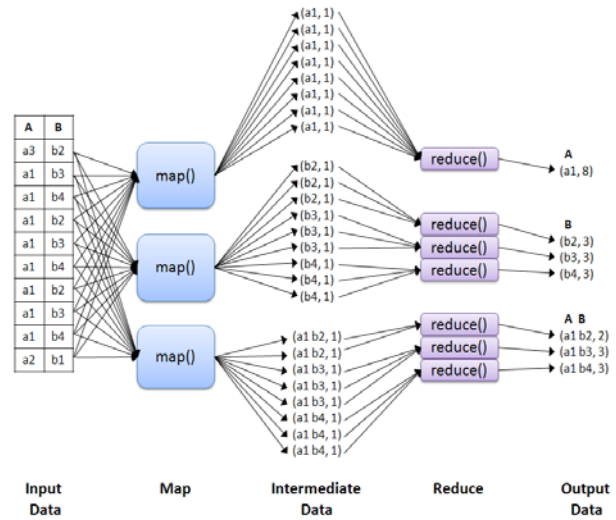 A B
a3 b2
a1 b3
a1 b4
a1 b2
a1 b3
a1 b4
a1 b2
a1 b3
a1 b4
a2 b1
map()
map()
map()
(a1, 1)
(a1, 1)
(a1, 1)
(a1, 1)
(a1, 1)
(a1, 1)
(a1, 1)
(a1, 1)
(b2, 1)
(b2, 1)
(b2, 1)
(b3, 1)
(b3, 1)
(b3, 1)
(b4, 1)
(b4, 1)
(b4, 1)
(a1 b2, 1)
(a1 b2, 1)
(a1 b3, 1)
(a1 b3, 1)
(a1 b3, 1)
(a1 b4, 1)
(a1 b4, 1)
(a1 b4, 1)
reduce()
reduce()
reduce()
reduce()
reduce()
reduce()
reduce()
A
(a1, 8)
B
(b2, 3)
(b3, 3)
(b4, 3)
A B
(a1 b2, 2)
(a1 b3, 3)
(a1 b4, 3)
Input
Data
Map
Intermediate
Data
Reduce
Output
Data